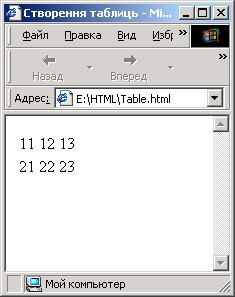 Створення таблиць - Mi...
Файл Правка Вид Избр »
Назад Вперед »
Адрес: E:\HTML\Table.html
11 12 13
21 22 23
Мой компьютер